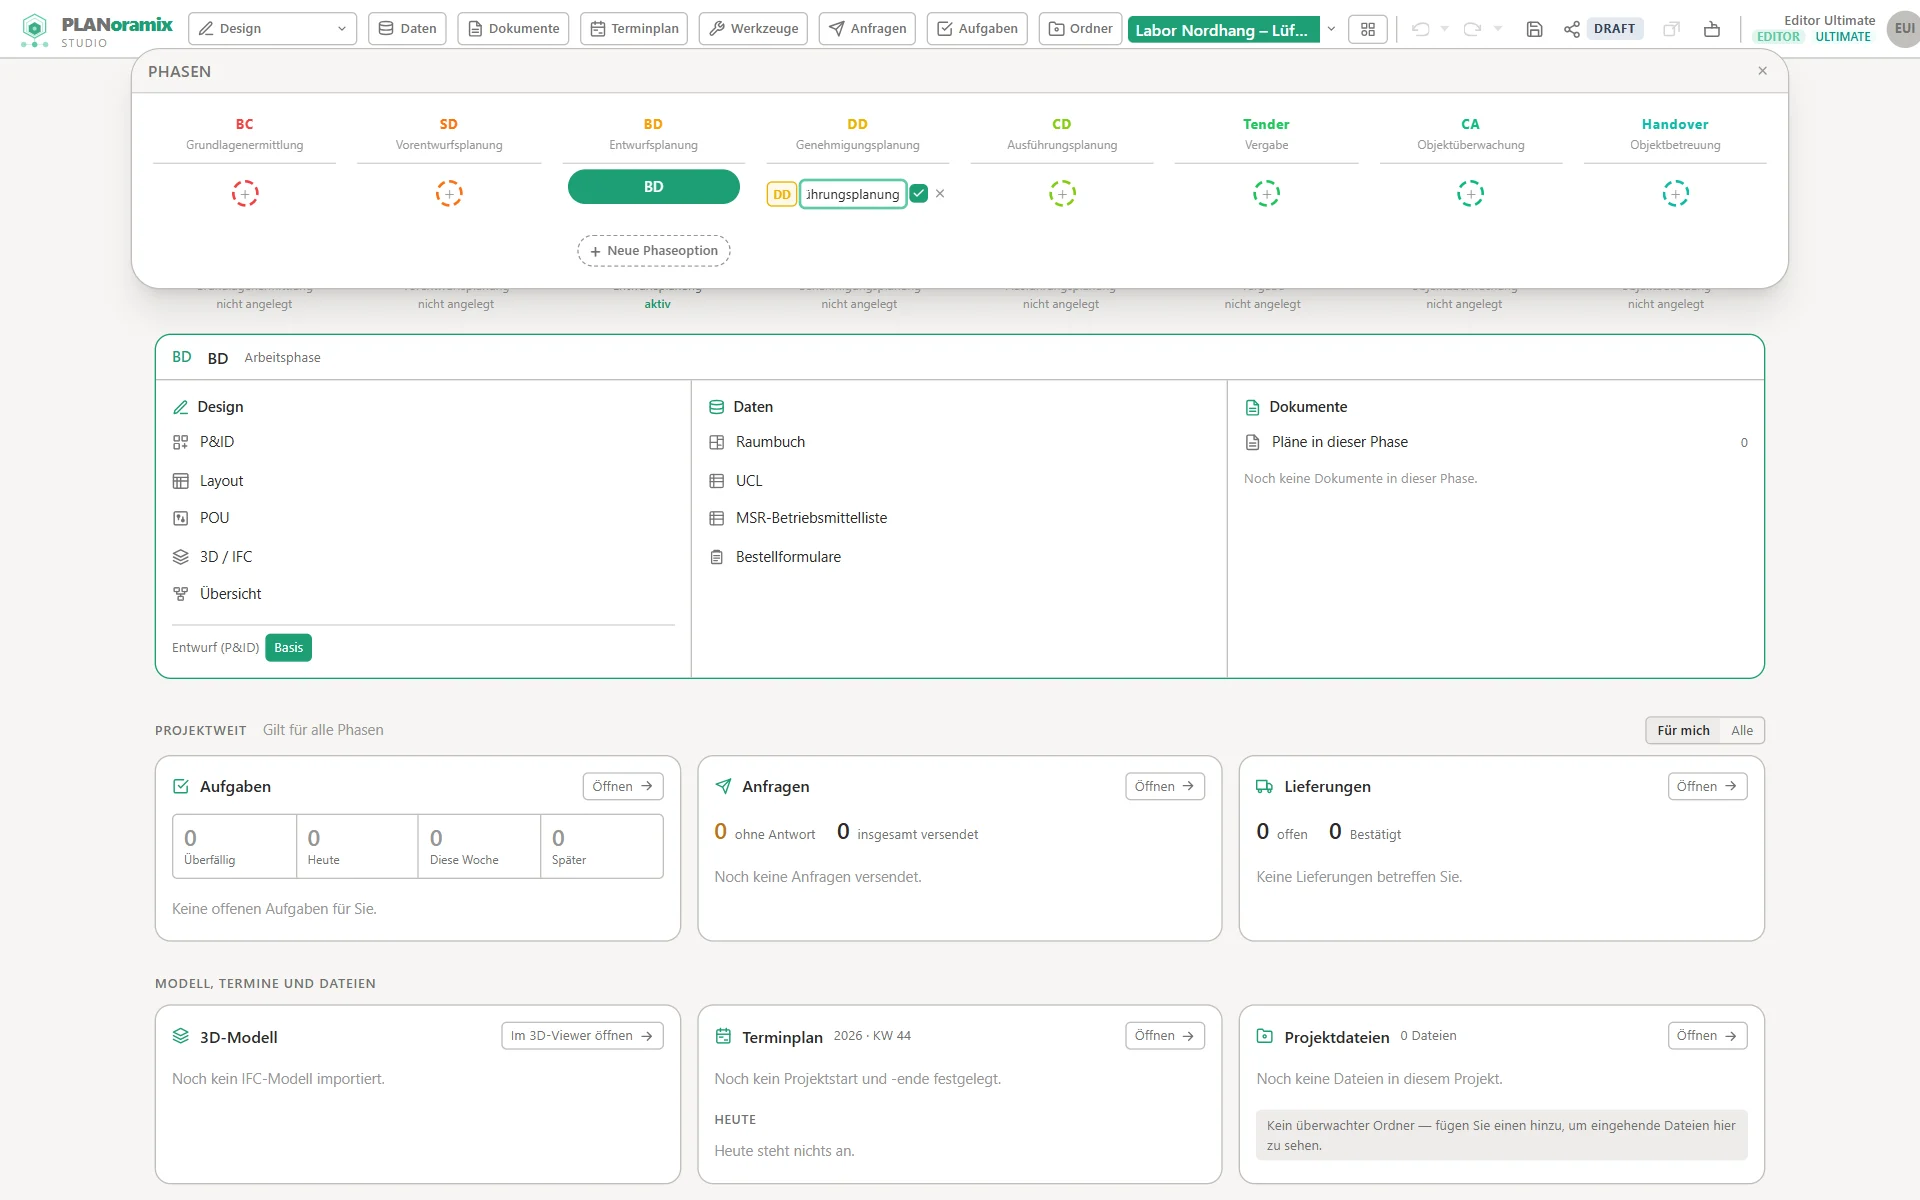 PLANoramix
STUDIO
Design
Daten
Dokumente
Terminplan
Werkzeuge
Anfragen
Aufgaben
Ordner
Labor Nordhang – Lüf...
DRAFT
Editor Ultimate
EDITOR ULTIMATE
EUI
PHASEN
BC
Grundlagenermittlung
SD
Vorentwurfsplanung
BD
Entwurfsplanung
DD
Genehmigungsplanung
CD
Ausführungsplanung
Tender
Vergabe
CA
Objektüberwachung
Handover
Objektbetreuung
BD
DD
ührungsplanung
Neue Phaseoption
nicht angelegt
nicht angelegt
aktiv
nicht angelegt
nicht angelegt
nicht angelegt
nicht angelegt
nicht angelegt
BD BD Arbeitsphase
Design
P&ID
Layout
POU
3D / IFC
Übersicht
Entwurf (P&ID) Basis
Daten
Raumbuch
UCL
MSR-Betriebsmittelliste
Bestellformulare
Dokumente
Pläne in dieser Phase 0
Noch keine Dokumente in dieser Phase.
PROJEKTWEIT Gilt für alle Phasen
Für mich Alle
Aufgaben
Öffnen
0 Überfällig
0 Heute
0 Diese Woche
0 Später
Keine offenen Aufgaben für Sie.
Anfragen
Öffnen
0 ohne Antwort 0 insgesamt versendet
Noch keine Anfragen versendet.
Lieferungen
Öffnen
0 offen 0 Bestätigt
Keine Lieferungen betreffen Sie.
MODELL, TERMINE UND DATEIEN
3D-Modell
Im 3D-Viewer öffnen
Noch kein IFC-Modell importiert.
Terminplan 2026 · KW 44
Öffnen
Noch kein Projektstart und -ende festgelegt.
HEUTE
Heute steht nichts an.
Projektdateien 0 Dateien
Öffnen
Noch keine Dateien in diesem Projekt.
Kein überwachter Ordner — fügen Sie einen hinzu, um eingehende Dateien hier
zu sehen.